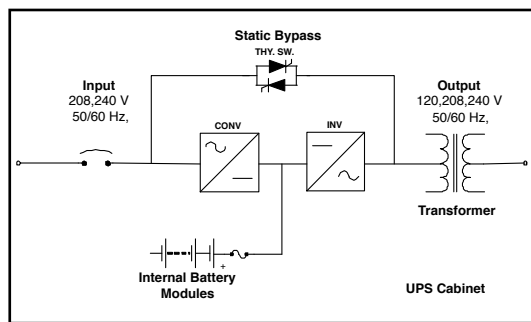 Static Bypass
THY. SW.
Input
208,240 V
50/60 Hz,
Output
120,208,240 V
50/60 Hz,
CONV
INV
Transformer
+
Internal Battery
Modules
UPS Cabinet